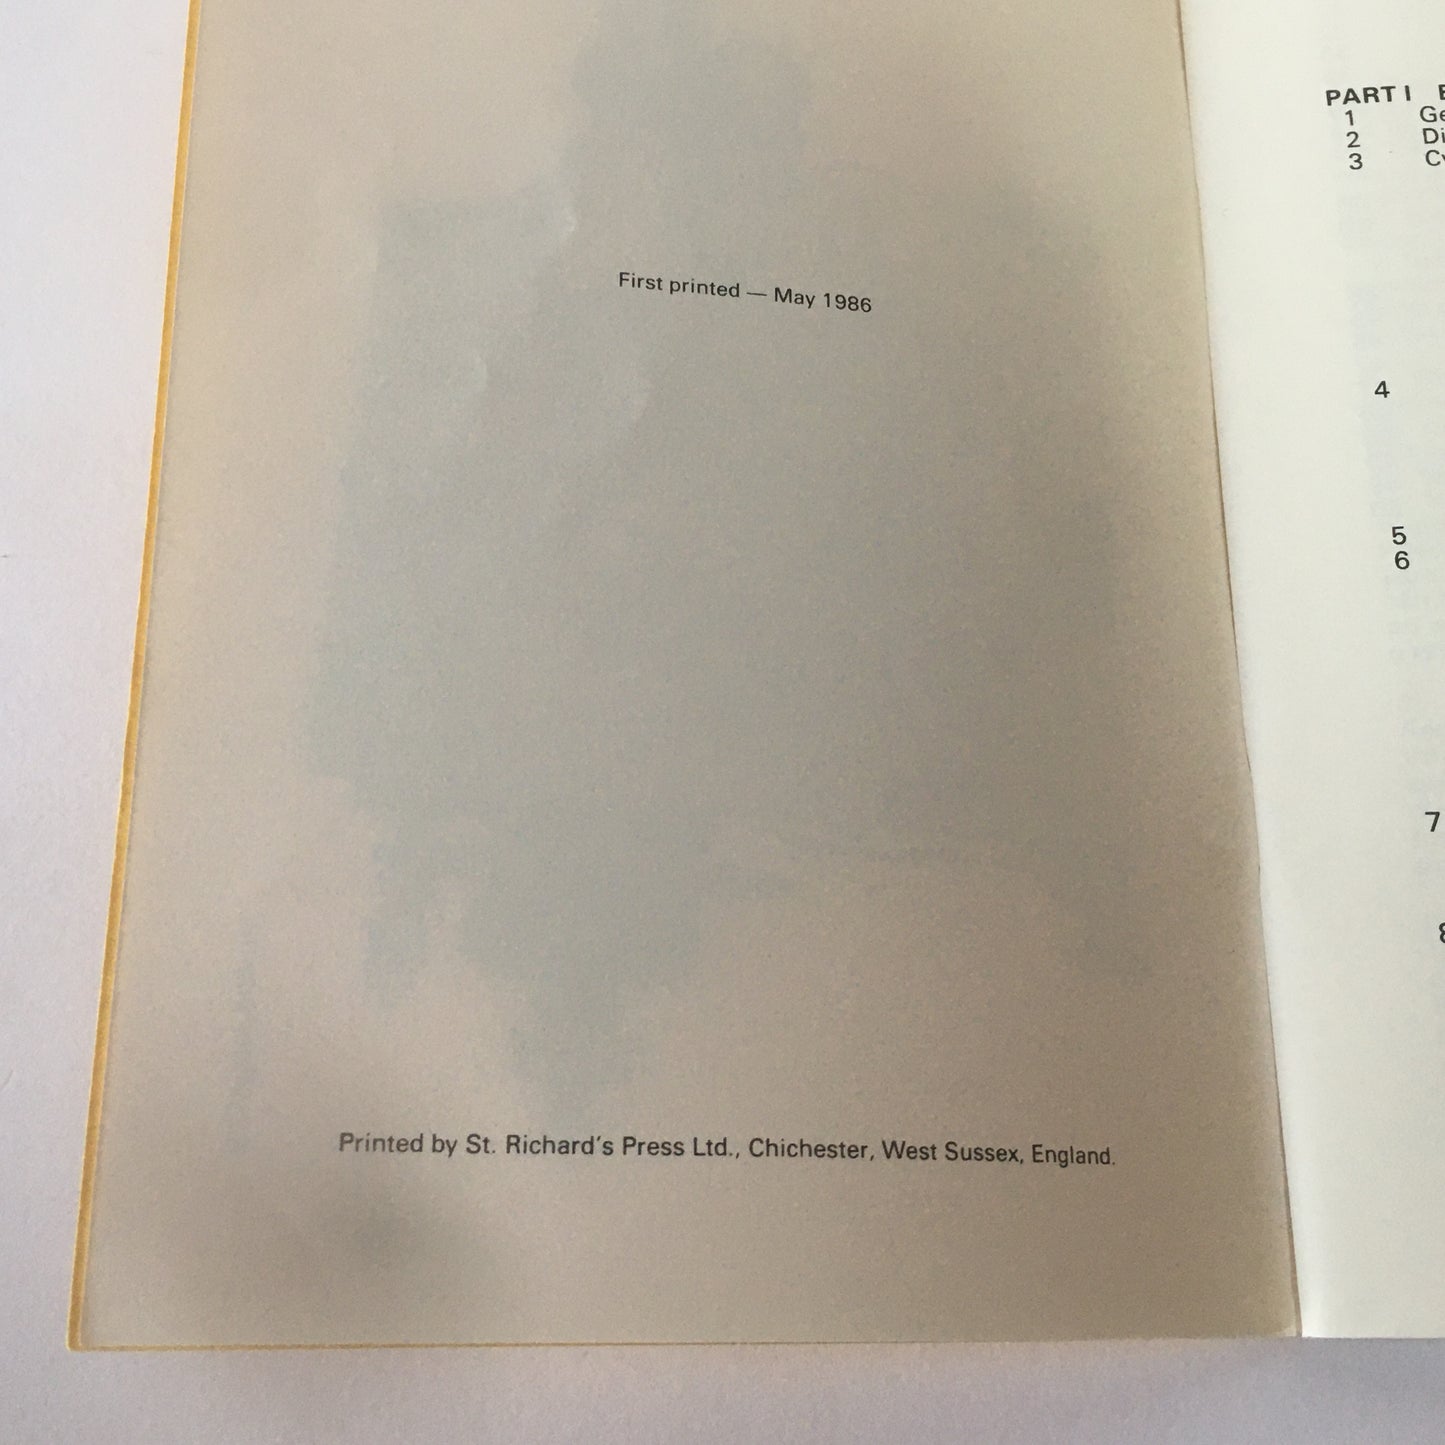 First printed — May 1986
Printed by St. Richard's Press Ltd., Chichester, West Sussex, England.
PART I
1
2
3
4
5
6
7